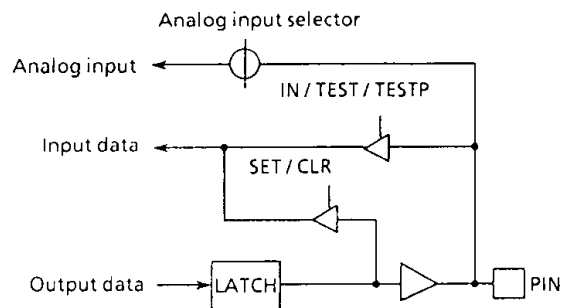 Analog input selector
Analog input
IN / TEST / TESTP
Input data
SET / CLR
Output data
LATCH
PIN